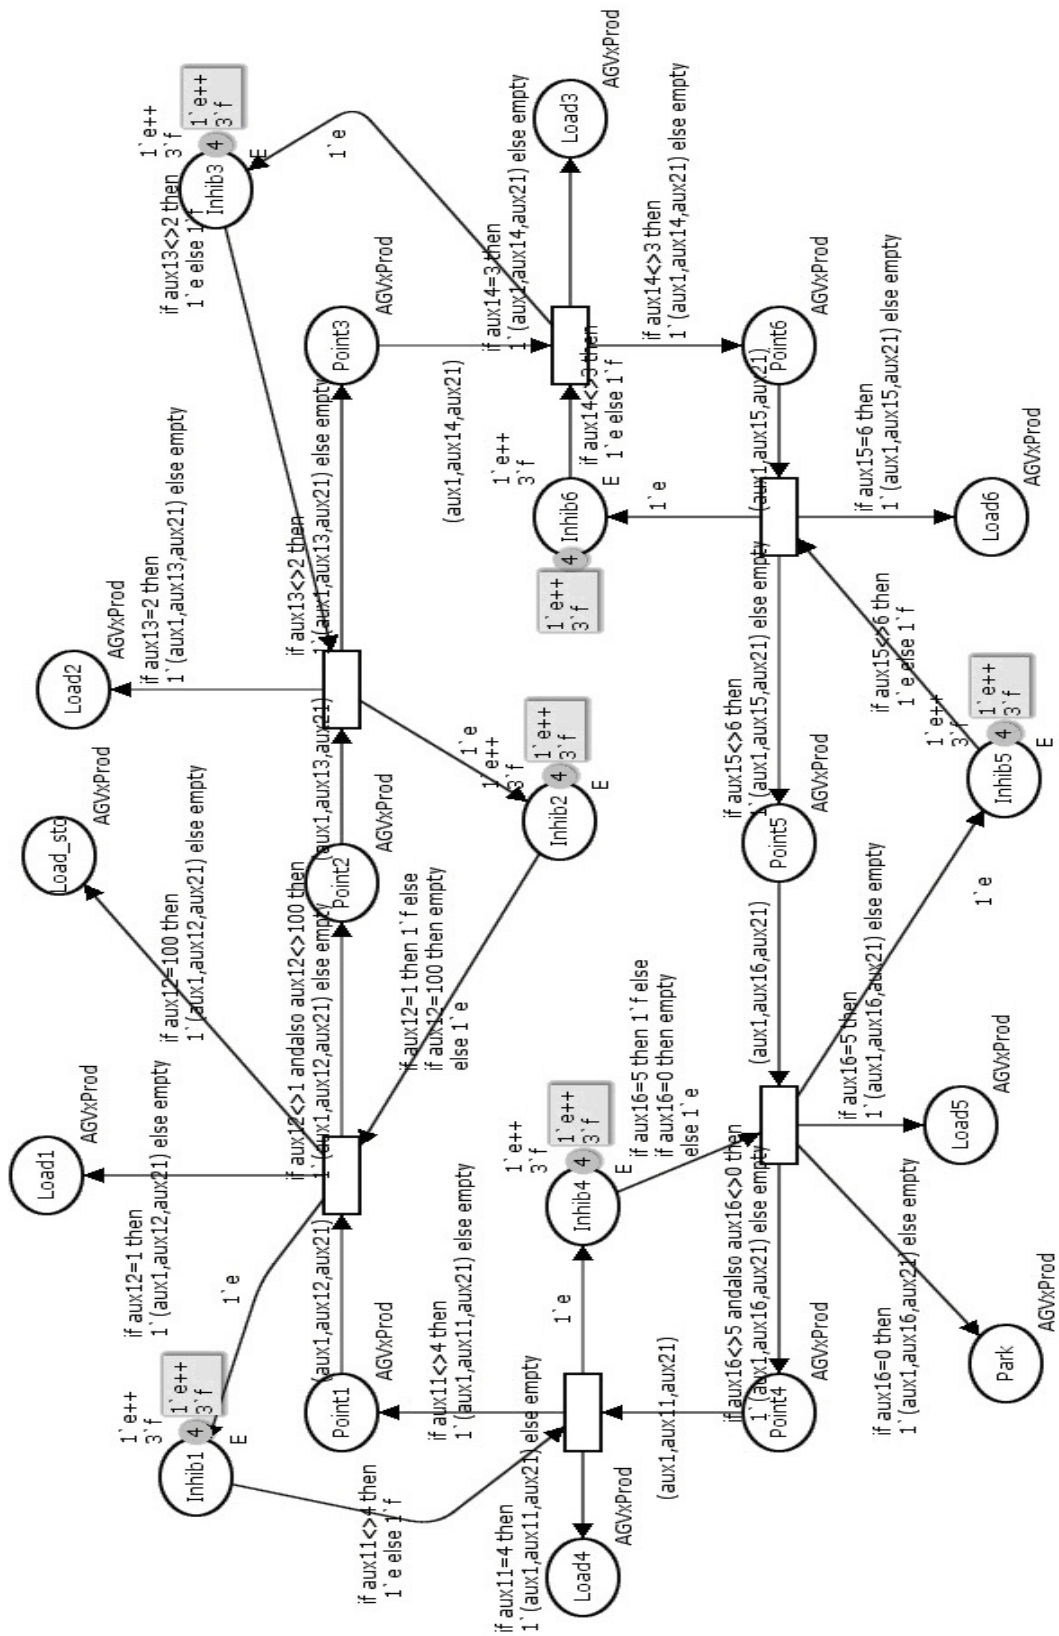 Load1
AGVxProd
Load_sto
AGVxProd
Load2
AGVxProd
if aux12=1 then
1`(aux1,aux12,aux21) else empty
if aux12=100 then
1`(aux1,aux12,aux21) else empty
if aux13=2 then
1`(aux1,aux13,aux21) else empty
1`e++
3`f
Inhib1
4
1`e++
3`f
E
1`e
if aux13<>2 then
1`e else 1`f
1`e++
3`f
Inhib3
4
1`e++
3`f
E
if aux12<>1 andalso aux12<>100 then
1`(aux1,aux12,aux21) else empty
if aux13<>2 then
1`(aux1,aux13,aux21) else empty
1`e
Point1
AGVxProd
(aux1,aux12,aux21)
Point2
AGVxProd
(aux1,aux13,aux21)
Point3
AGVxProd
if aux11<>4 then
1`e else 1`f
if aux11<>4 then
1`(aux1,aux11,aux21) else empty
if aux12=1 then 1`f else
if aux12=100 then empty
else 1`e
1`e
1`e++
3`f
Inhib2
4
1`e++
3`f
E
(aux1,aux14,aux21)
if aux14=3 then
1`(aux1,aux14,aux21) else empty
if aux11=4 then
1`(aux1,aux11,aux21) else empty
Load4
AGVxProd
1`e
1`e++
3`f
Inhib4
4
1`e++
3`f
E
1`e++
3`f
Inhib6
4
1`e++
3`f
E
if aux14<>3 then
1`e else 1`f
Load3
AGVxProd
if aux16=5 then 1`f else
if aux16=0 then empty
else 1`e
1`e
if aux14<>3 then
1`(aux1,aux14,aux21) else empty
(aux1,aux11,aux21)
if aux16<>5 andalso aux16<>0 then
1`(aux1,aux16,aux21) else empty
(aux1,aux16,aux21)
if aux15<>6 then
1`(aux1,aux15,aux21) else empty
(aux1,aux15,aux21)
Point4
AGVxProd
Point5
AGVxProd
Point6
AGVxProd
if aux16=0 then
1`(aux1,aux16,aux21) else empty
if aux16=5 then
1`(aux1,aux16,aux21) else empty
if aux15<>6 then
1`e else 1`f
if aux15=6 then
1`(aux1,aux15,aux21) else empty
1`e++
3`f
Inhib5
4
1`e++
3`f
E
1`e
Park
AGVxProd
Load5
AGVxProd
Load6
AGVxProd